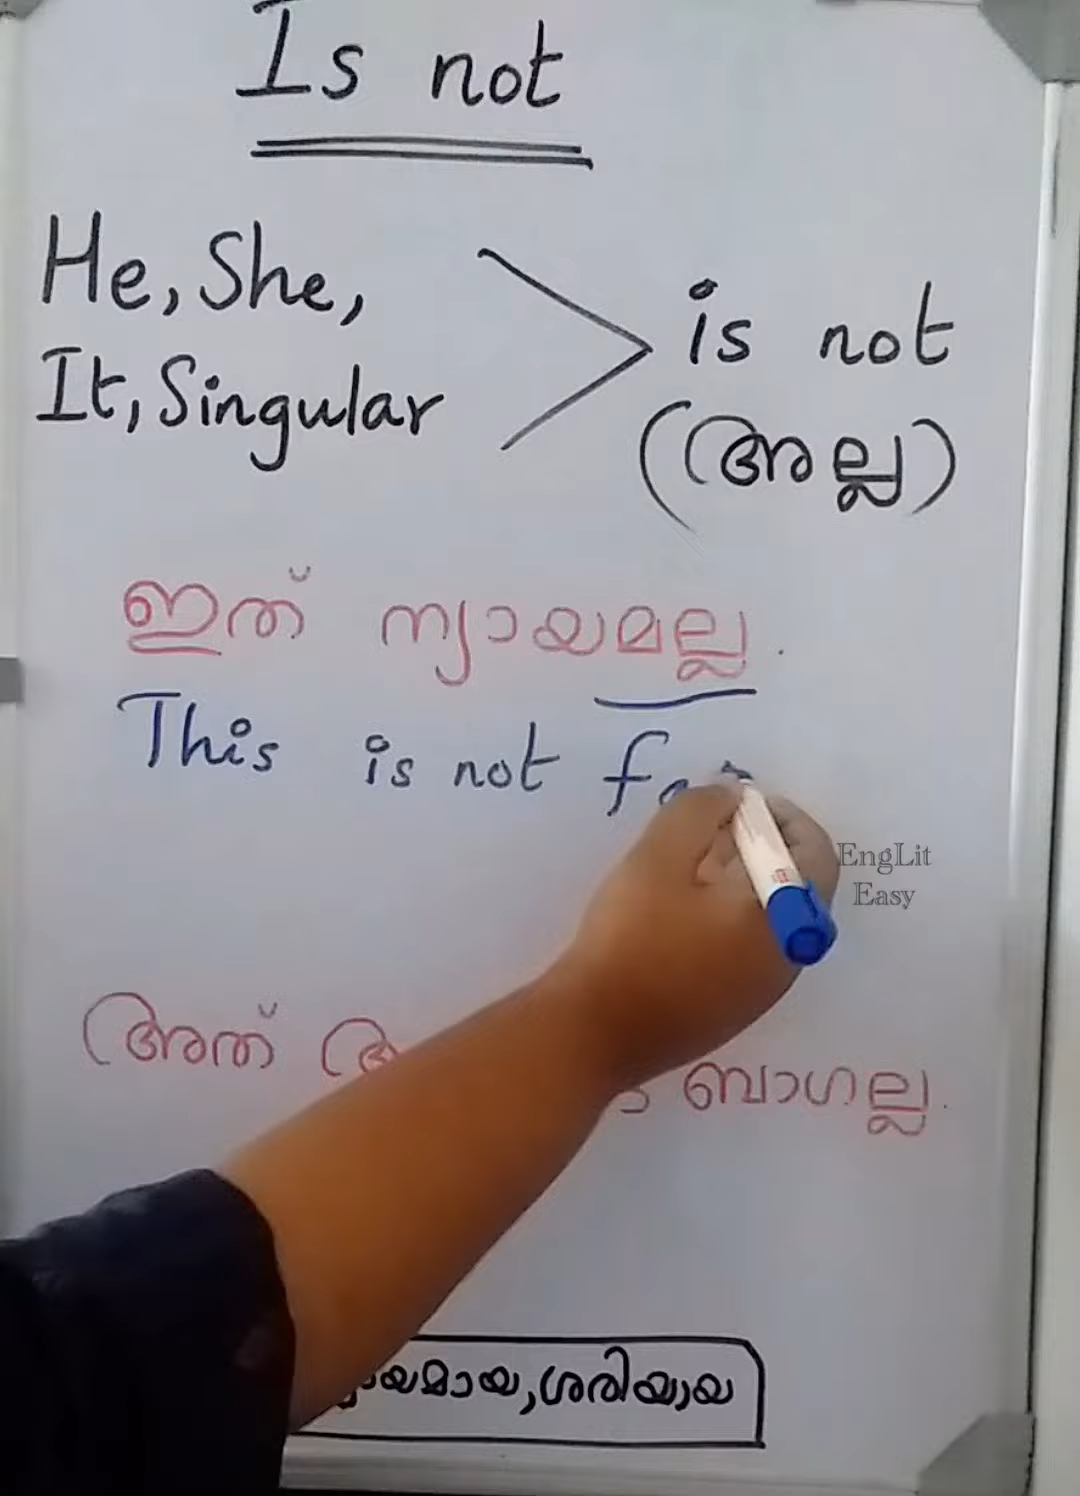 Is not
He, She,
It, Singular
is not
(അല്ല)
ഇത് ന്യായമല്ല.
This is not
EngLit
Easy
അത് ബാഗല്ല.
ശരിയായ